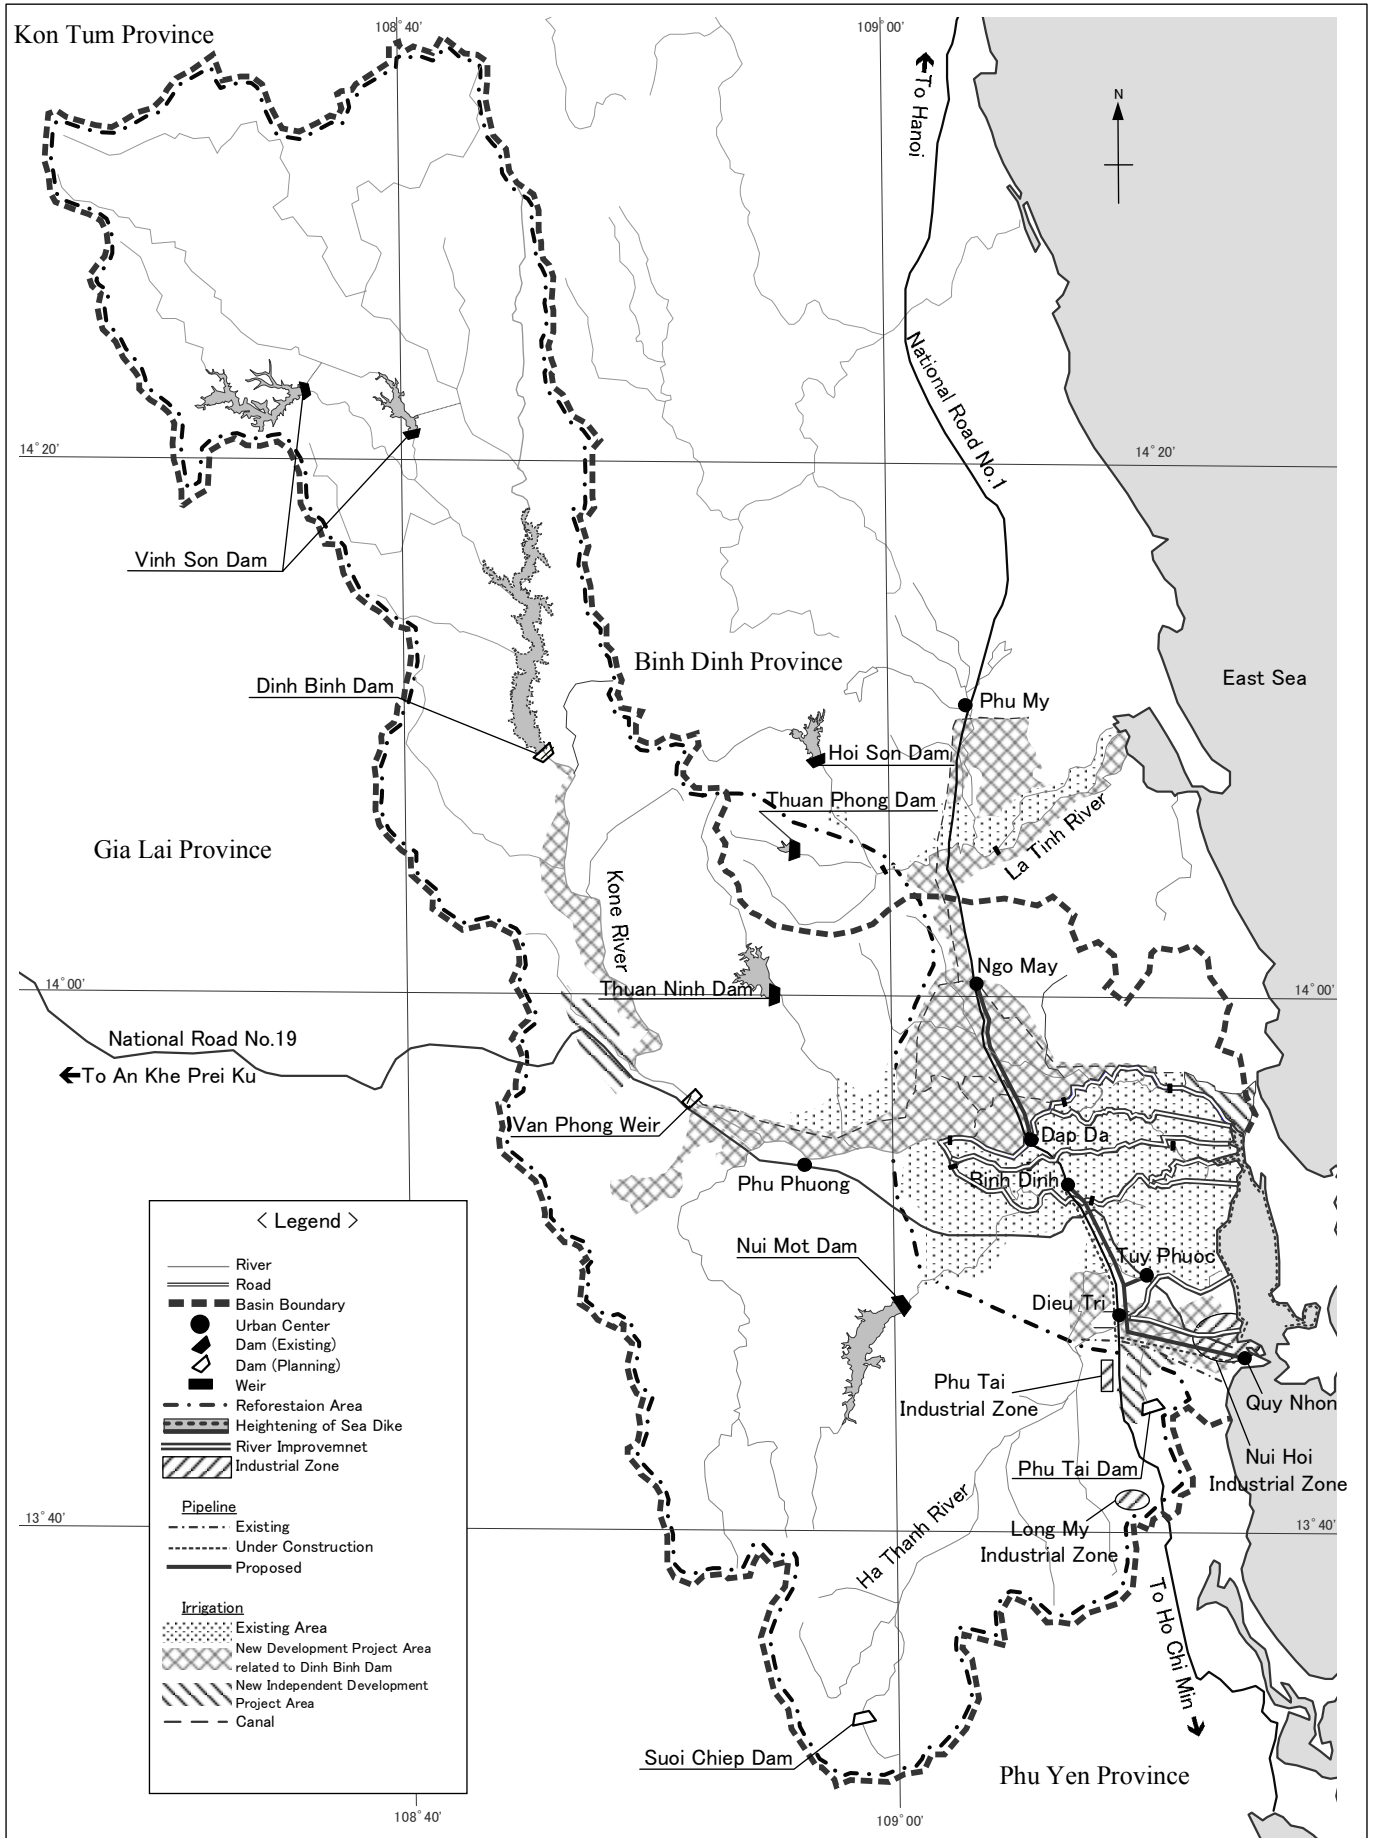 Kon Tum Province
108°40'
109°00'
To Hanoi
N
National Road No.1
14°20'
14°20'
Vinh Son Dam
Binh Dinh Province
East Sea
Dinh Binh Dam
Phu My
Hoi Son Dam
Thuan Phong Dam
La Tinh River
Gia Lai Province
Kone River
Ngo May
Thuan Ninh Dam
14°00'
14°00'
National Road No.19
To An Khe Prei Ku
Van Phong Weir
Dap Da
Binh Dinh
Phu Phuong
Nui Mot Dam
Tuy Phuoc
Dieu Tri
Phu Tai
Industrial Zone
Quy Nhon
Nui Hoi
Industrial Zone
Phu Tai Dam
Long My
Industrial Zone
Ha Thanh River
13°40'
13°40'
To Ho Chi Min
Suoi Chiep Dam
Phu Yen Province
108°40'
109°00'
< Legend >
River
Road
Basin Boundary
Urban Center
Dam (Existing)
Dam (Planning)
Weir
Reforestaion Area
Heightening of Sea Dike
River Improvemnet
Industrial Zone
Pipeline
Existing
Under Construction
Proposed
Irrigation
Existing Area
New Development Project Area
related to Dinh Binh Dam
New Independent Development
Project Area
Canal